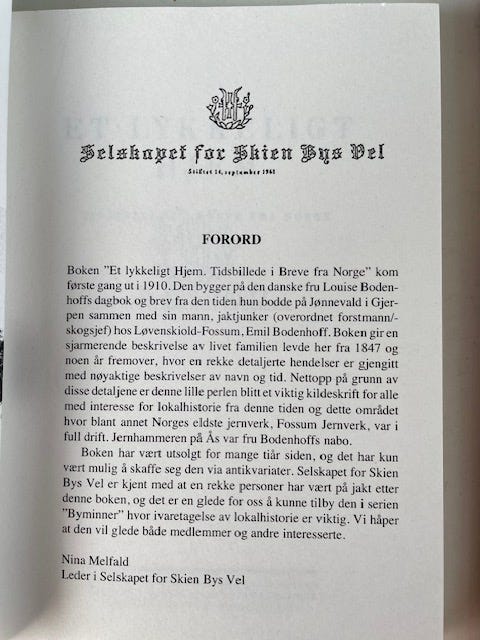 Selskapet for Skien Bys Vel
Stiftet 14. september 1961
FORORD
Boken "Et lykkeligt Hjem. Tidsbillede i Breve fra Norge" kom
første gang ut i 1910. Den bygger på den danske fru Louise Boden-
hoffs dagbok og brev fra den tiden hun bodde på Jønnevald i Gjer-
pen sammen med sin mann, jaktjunker (overordnet forstmann/-
skogsjef) hos Løvenskiold-Fossum, Emil Bodenhoff. Boken gir en
sjarmerende beskrivelse av livet familien levde her fra 1847 og
noen år fremover, hvor en rekke detaljerte hendelser er gjengitt
med nøyaktige beskrivelser av navn og tid. Nettopp på grunn av
disse detaljene er denne lille perlen blitt et viktig kildeskrift for alle
med interesse for lokalhistorie fra denne tiden og dette området
hvor blant annet Norges eldste jernverk, Fossum Jernverk, var i
full drift. Jernhammeren på Ås var fru Bodenhoffs nabo.
Boken har vært utsolgt for mange tiår siden, og det har kun
vært mulig å skaffe seg den via antikvariater. Selskapet for Skien
Bys Vel er kjent med at en rekke personer har vært på jakt etter
denne boken, og det er en glede for oss å kunne tilby den i serien
"Byminner" hvor ivaretagelse av lokalhistorie er viktig. Vi håper
at den vil glede både medlemmer og andre interesserte.
Nina Melfald
Leder i Selskapet for Skien Bys Vel